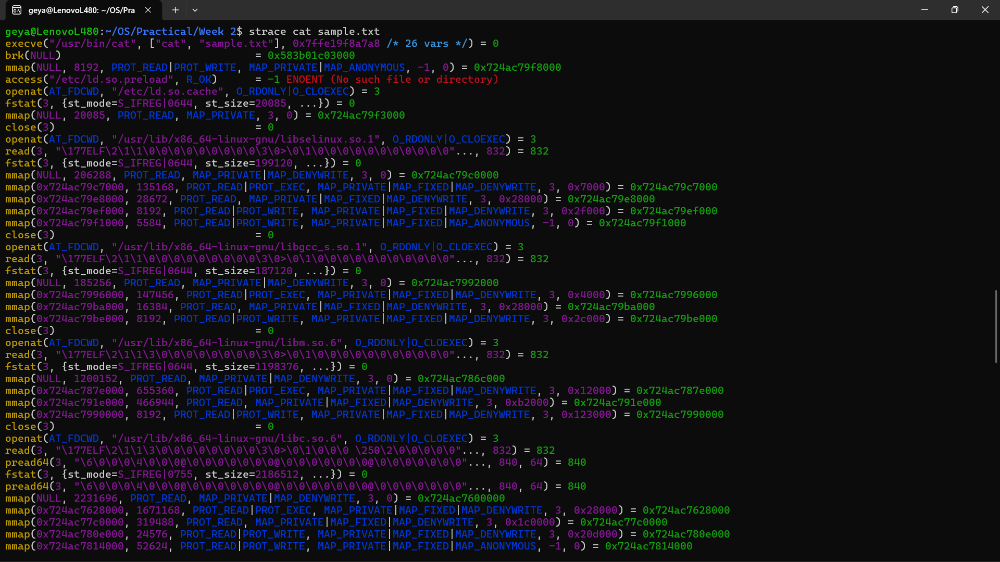 geya@LenovoL480: ~/OS/Pra
geya@LenovoL480:~/OS/Practical/Week 2$ strace cat sample.txt
execve("/usr/bin/cat", ["cat", "sample.txt"], 0x7ffe19f8a7a8 /* 26 vars */) = 0
brk(NULL)                               = 0x583b01c03000
mmap(NULL, 8192, PROT_READ|PROT_WRITE, MAP_PRIVATE|MAP_ANONYMOUS, -1, 0) = 0x724ac79f8000
access("/etc/ld.so.preload", R_OK)      = -1 ENOENT (No such file or directory)
openat(AT_FDCWD, "/etc/ld.so.cache", O_RDONLY|O_CLOEXEC) = 3
fstat(3, {st_mode=S_IFREG|0644, st_size=20085, ...}) = 0
mmap(NULL, 20085, PROT_READ, MAP_PRIVATE, 3, 0) = 0x724ac79f3000
close(3)                                = 0
openat(AT_FDCWD, "/usr/lib/x86_64-linux-gnu/libselinux.so.1", O_RDONLY|O_CLOEXEC) = 3
read(3, "\177ELF\2\1\1\0\0\0\0\0\0\0\0\0\3\0>\0\1\0\0\0\0\0\0\0\0\0\0\0"..., 832) = 832
fstat(3, {st_mode=S_IFREG|0644, st_size=199120, ...}) = 0
mmap(NULL, 206288, PROT_READ, MAP_PRIVATE|MAP_DENYWRITE, 3, 0) = 0x724ac79c0000
mmap(0x724ac79c7000, 135168, PROT_READ|PROT_EXEC, MAP_PRIVATE|MAP_FIXED|MAP_DENYWRITE, 3, 0x7000) = 0x724ac79c7000
mmap(0x724ac79e8000, 28672, PROT_READ, MAP_PRIVATE|MAP_FIXED|MAP_DENYWRITE, 3, 0x28000) = 0x724ac79e8000
mmap(0x724ac79ef000, 8192, PROT_READ|PROT_WRITE, MAP_PRIVATE|MAP_FIXED|MAP_DENYWRITE, 3, 0x2f000) = 0x724ac79ef000
mmap(0x724ac79f1000, 5584, PROT_READ|PROT_WRITE, MAP_PRIVATE|MAP_FIXED|MAP_ANONYMOUS, -1, 0) = 0x724ac79f1000
close(3)                                = 0
openat(AT_FDCWD, "/usr/lib/x86_64-linux-gnu/libgcc_s.so.1", O_RDONLY|O_CLOEXEC) = 3
read(3, "\177ELF\2\1\1\0\0\0\0\0\0\0\0\0\3\0>\0\1\0\0\0\0\0\0\0\0\0\0\0"..., 832) = 832
fstat(3, {st_mode=S_IFREG|0644, st_size=187120, ...}) = 0
mmap(NULL, 185256, PROT_READ, MAP_PRIVATE|MAP_DENYWRITE, 3, 0) = 0x724ac7992000
mmap(0x724ac7996000, 147456, PROT_READ|PROT_EXEC, MAP_PRIVATE|MAP_FIXED|MAP_DENYWRITE, 3, 0x4000) = 0x724ac7996000
mmap(0x724ac79ba000, 16384, PROT_READ, MAP_PRIVATE|MAP_FIXED|MAP_DENYWRITE, 3, 0x28000) = 0x724ac79ba000
mmap(0x724ac79be000, 8192, PROT_READ|PROT_WRITE, MAP_PRIVATE|MAP_FIXED|MAP_DENYWRITE, 3, 0x2c000) = 0x724ac79be000
close(3)                                = 0
openat(AT_FDCWD, "/usr/lib/x86_64-linux-gnu/libm.so.6", O_RDONLY|O_CLOEXEC) = 3
read(3, "\177ELF\2\1\1\3\0\0\0\0\0\0\0\0\3\0>\0\1\0\0\0\0\0\0\0\0\0\0\0"..., 832) = 832
fstat(3, {st_mode=S_IFREG|0644, st_size=1198376, ...}) = 0
mmap(NULL, 1200152, PROT_READ, MAP_PRIVATE|MAP_DENYWRITE, 3, 0) = 0x724ac786c000
mmap(0x724ac787e000, 655360, PROT_READ|PROT_EXEC, MAP_PRIVATE|MAP_FIXED|MAP_DENYWRITE, 3, 0x12000) = 0x724ac787e000
mmap(0x724ac791e000, 466944, PROT_READ, MAP_PRIVATE|MAP_FIXED|MAP_DENYWRITE, 3, 0xb2000) = 0x724ac791e000
mmap(0x724ac7990000, 8192, PROT_READ|PROT_WRITE, MAP_PRIVATE|MAP_FIXED|MAP_DENYWRITE, 3, 0x123000) = 0x724ac7990000
close(3)                                = 0
openat(AT_FDCWD, "/usr/lib/x86_64-linux-gnu/libc.so.6", O_RDONLY|O_CLOEXEC) = 3
read(3, "\177ELF\2\1\1\3\0\0\0\0\0\0\0\0\3\0>\0\1\0\0\0 \250\2\0\0\0\0\0"..., 832) = 832
pread64(3, "\6\0\0\0\4\0\0\0@\0\0\0\0\0\0\0@\0\0\0\0\0\0\0@\0\0\0\0\0\0\0"..., 840, 64) = 840
fstat(3, {st_mode=S_IFREG|0755, st_size=2186512, ...}) = 0
pread64(3, "\6\0\0\0\4\0\0\0@\0\0\0\0\0\0\0@\0\0\0\0\0\0\0@\0\0\0\0\0\0\0"..., 840, 64) = 840
mmap(NULL, 2231696, PROT_READ, MAP_PRIVATE|MAP_DENYWRITE, 3, 0) = 0x724ac7600000
mmap(0x724ac7628000, 1671168, PROT_READ|PROT_EXEC, MAP_PRIVATE|MAP_FIXED|MAP_DENYWRITE, 3, 0x28000) = 0x724ac7628000
mmap(0x724ac77c0000, 319488, PROT_READ, MAP_PRIVATE|MAP_FIXED|MAP_DENYWRITE, 3, 0x1c0000) = 0x724ac77c0000
mmap(0x724ac780e000, 24576, PROT_READ|PROT_WRITE, MAP_PRIVATE|MAP_FIXED|MAP_DENYWRITE, 3, 0x20d000) = 0x724ac780e000
mmap(0x724ac7814000, 52624, PROT_READ|PROT_WRITE, MAP_PRIVATE|MAP_FIXED|MAP_ANONYMOUS, -1, 0) = 0x724ac7814000